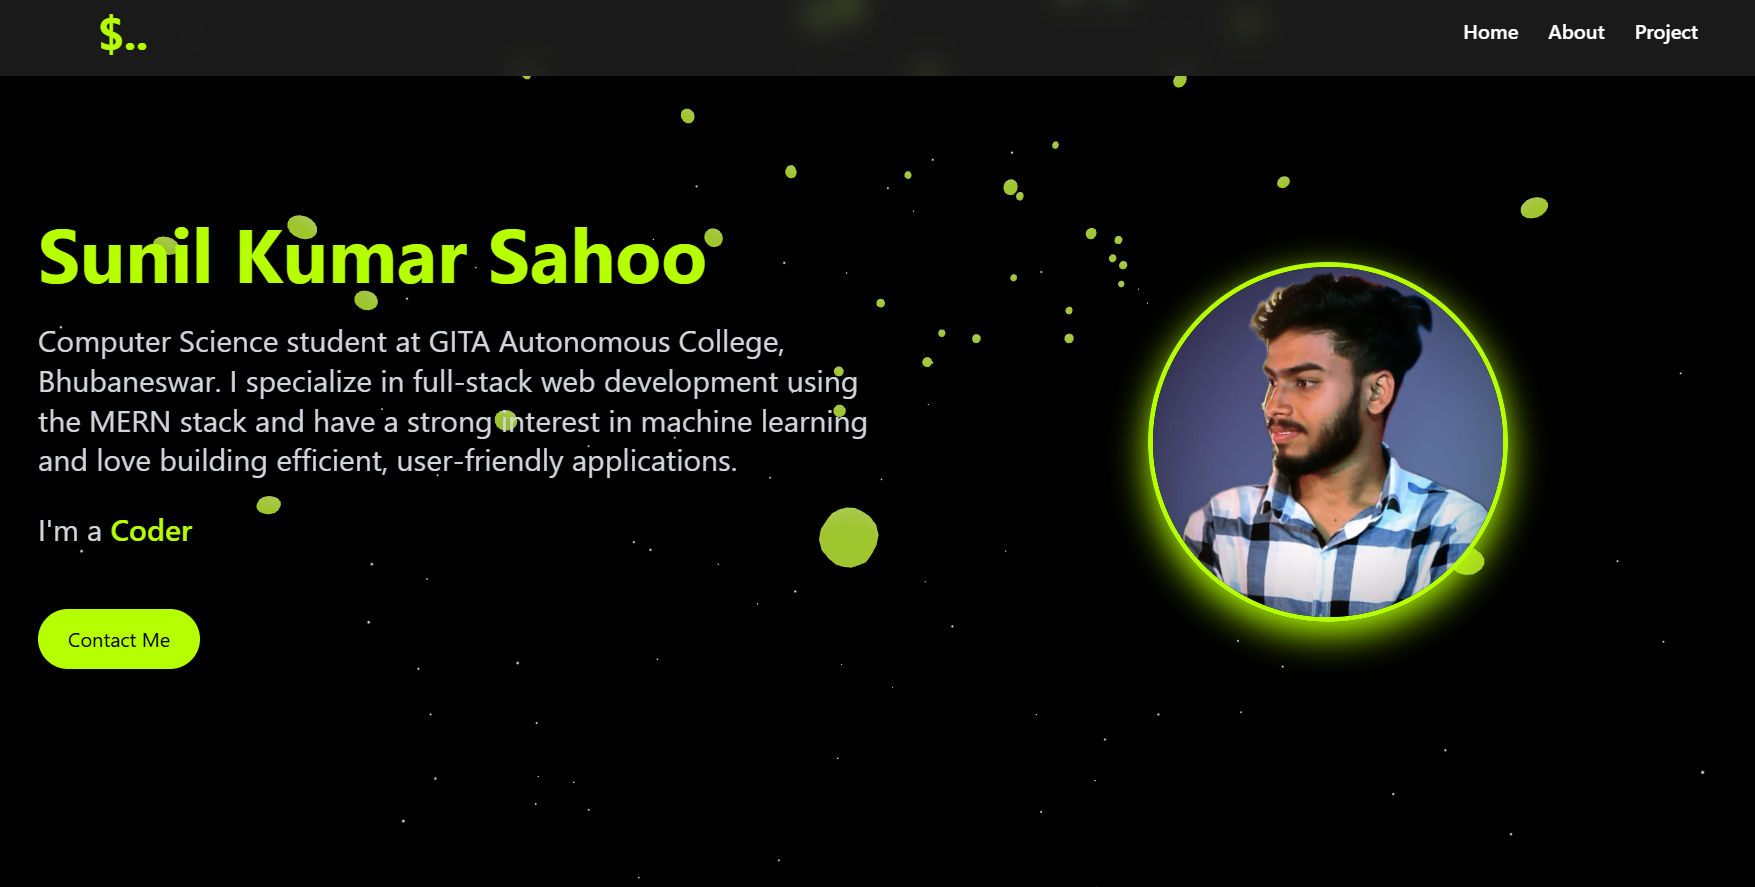 $..
Home About Project
Sunil Kumar Sahoo
Computer Science student at GITA Autonomous College,
Bhubaneswar. I specialize in full-stack web development using
the MERN stack and have a strong interest in machine learning
and love building efficient, user-friendly applications.
I'm a Coder
Contact Me